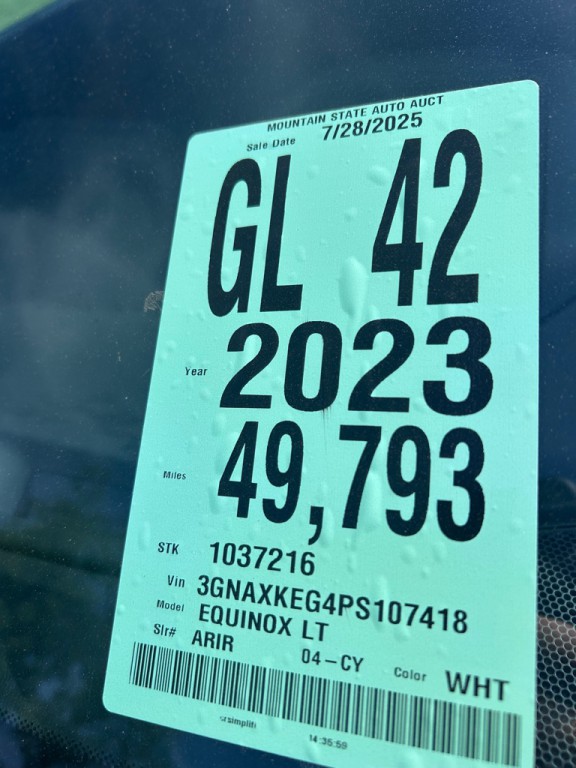 MOUNTAIN STATE AUTO AUCT
Sale Date 7/28/2025
GL 42
Year 2023
Miles 49,793
STK 1037216
Vin 3GNAXKEG4PS107418
Model EQUINOX LT
Slr# ARIR 04-CY Color WHT
14:35:59